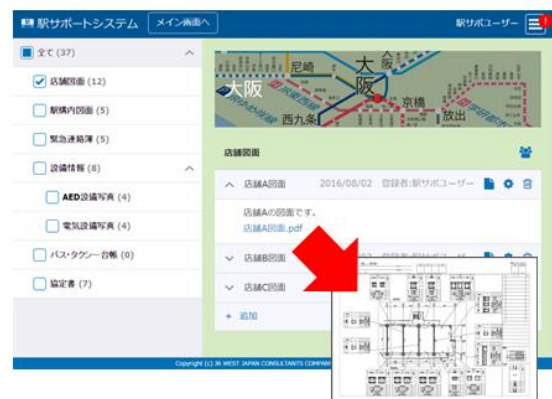 駅サポートシステム
メイン画面へ
駅サポユーザー
全て (37)
店舗図面 (12)
駅構内図面 (5)
緊急連絡簿 (5)
設備情報 (8)
AED設備写真 (4)
電気設備写真 (4)
バス・タクシー台帳 (0)
協定書 (7)
尼崎
大阪
大阪
京橋
西九条
放出
店舗図面
店舗A図面 2016/08/02 登録者:駅サポユーザー
店舗Aの図面です。
店舗A図面.pdf
店舗B図面
店舗C図面
+ 追加
Copyright (c) JR WEST JAPAN CONSULTANTS COMPANY